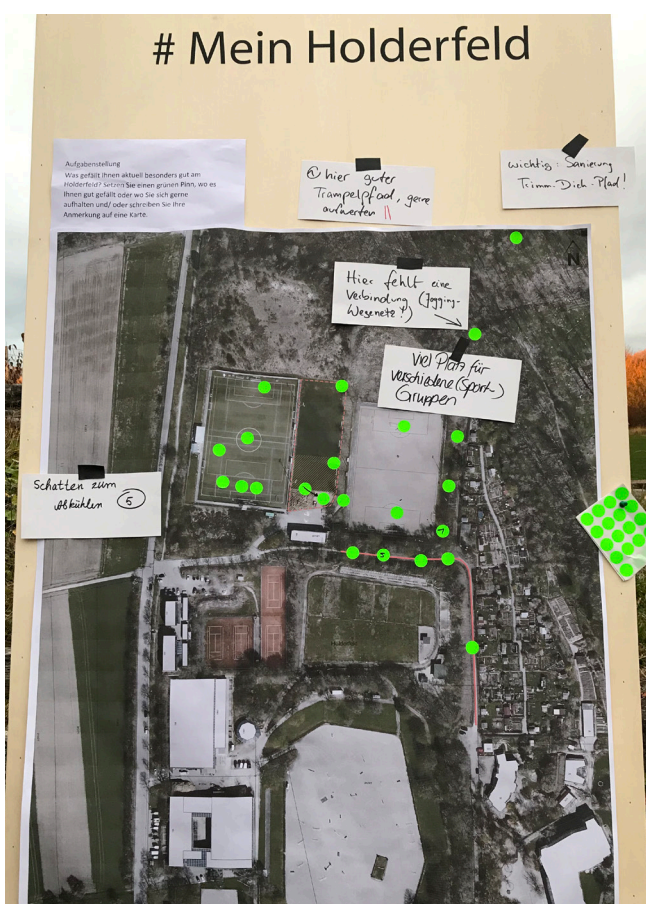 # Mein Holderfeld
Aufgabenstellung
Was gefällt Ihnen aktuell besonders gut am
Holderfeld? Setzen Sie einen grünen Pinn, wo es
Ihnen gut gefällt oder wo Sie sich gerne
aufhalten und/ oder schreiben Sie Ihre
Anmerkung auf eine Karte.
① hier guter
Trampelpfad, gerne
aufwerten !!
wichtig: Sanierung
Trimm-Dich-Pfad!
N
Hier fehlt eine
Verbindung (Jogging-
Wegenetz!)
Viel Platz für
verschiedene (Sport-)
Gruppen
Schatten zum
Abkühlen ⑤